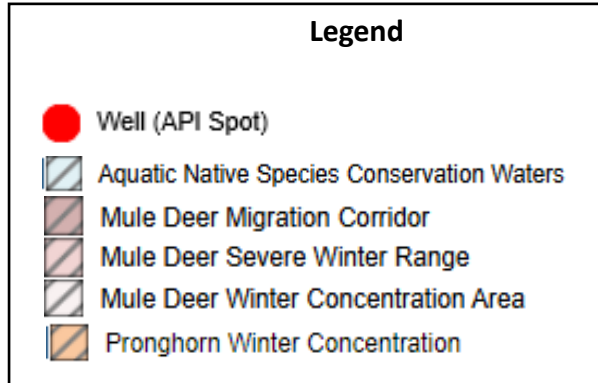 Legend
Well (API Spot)
Aquatic Native Species Conservation Waters
Mule Deer Migration Corridor
Mule Deer Severe Winter Range
Mule Deer Winter Concentration Area
Pronghorn Winter Concentration